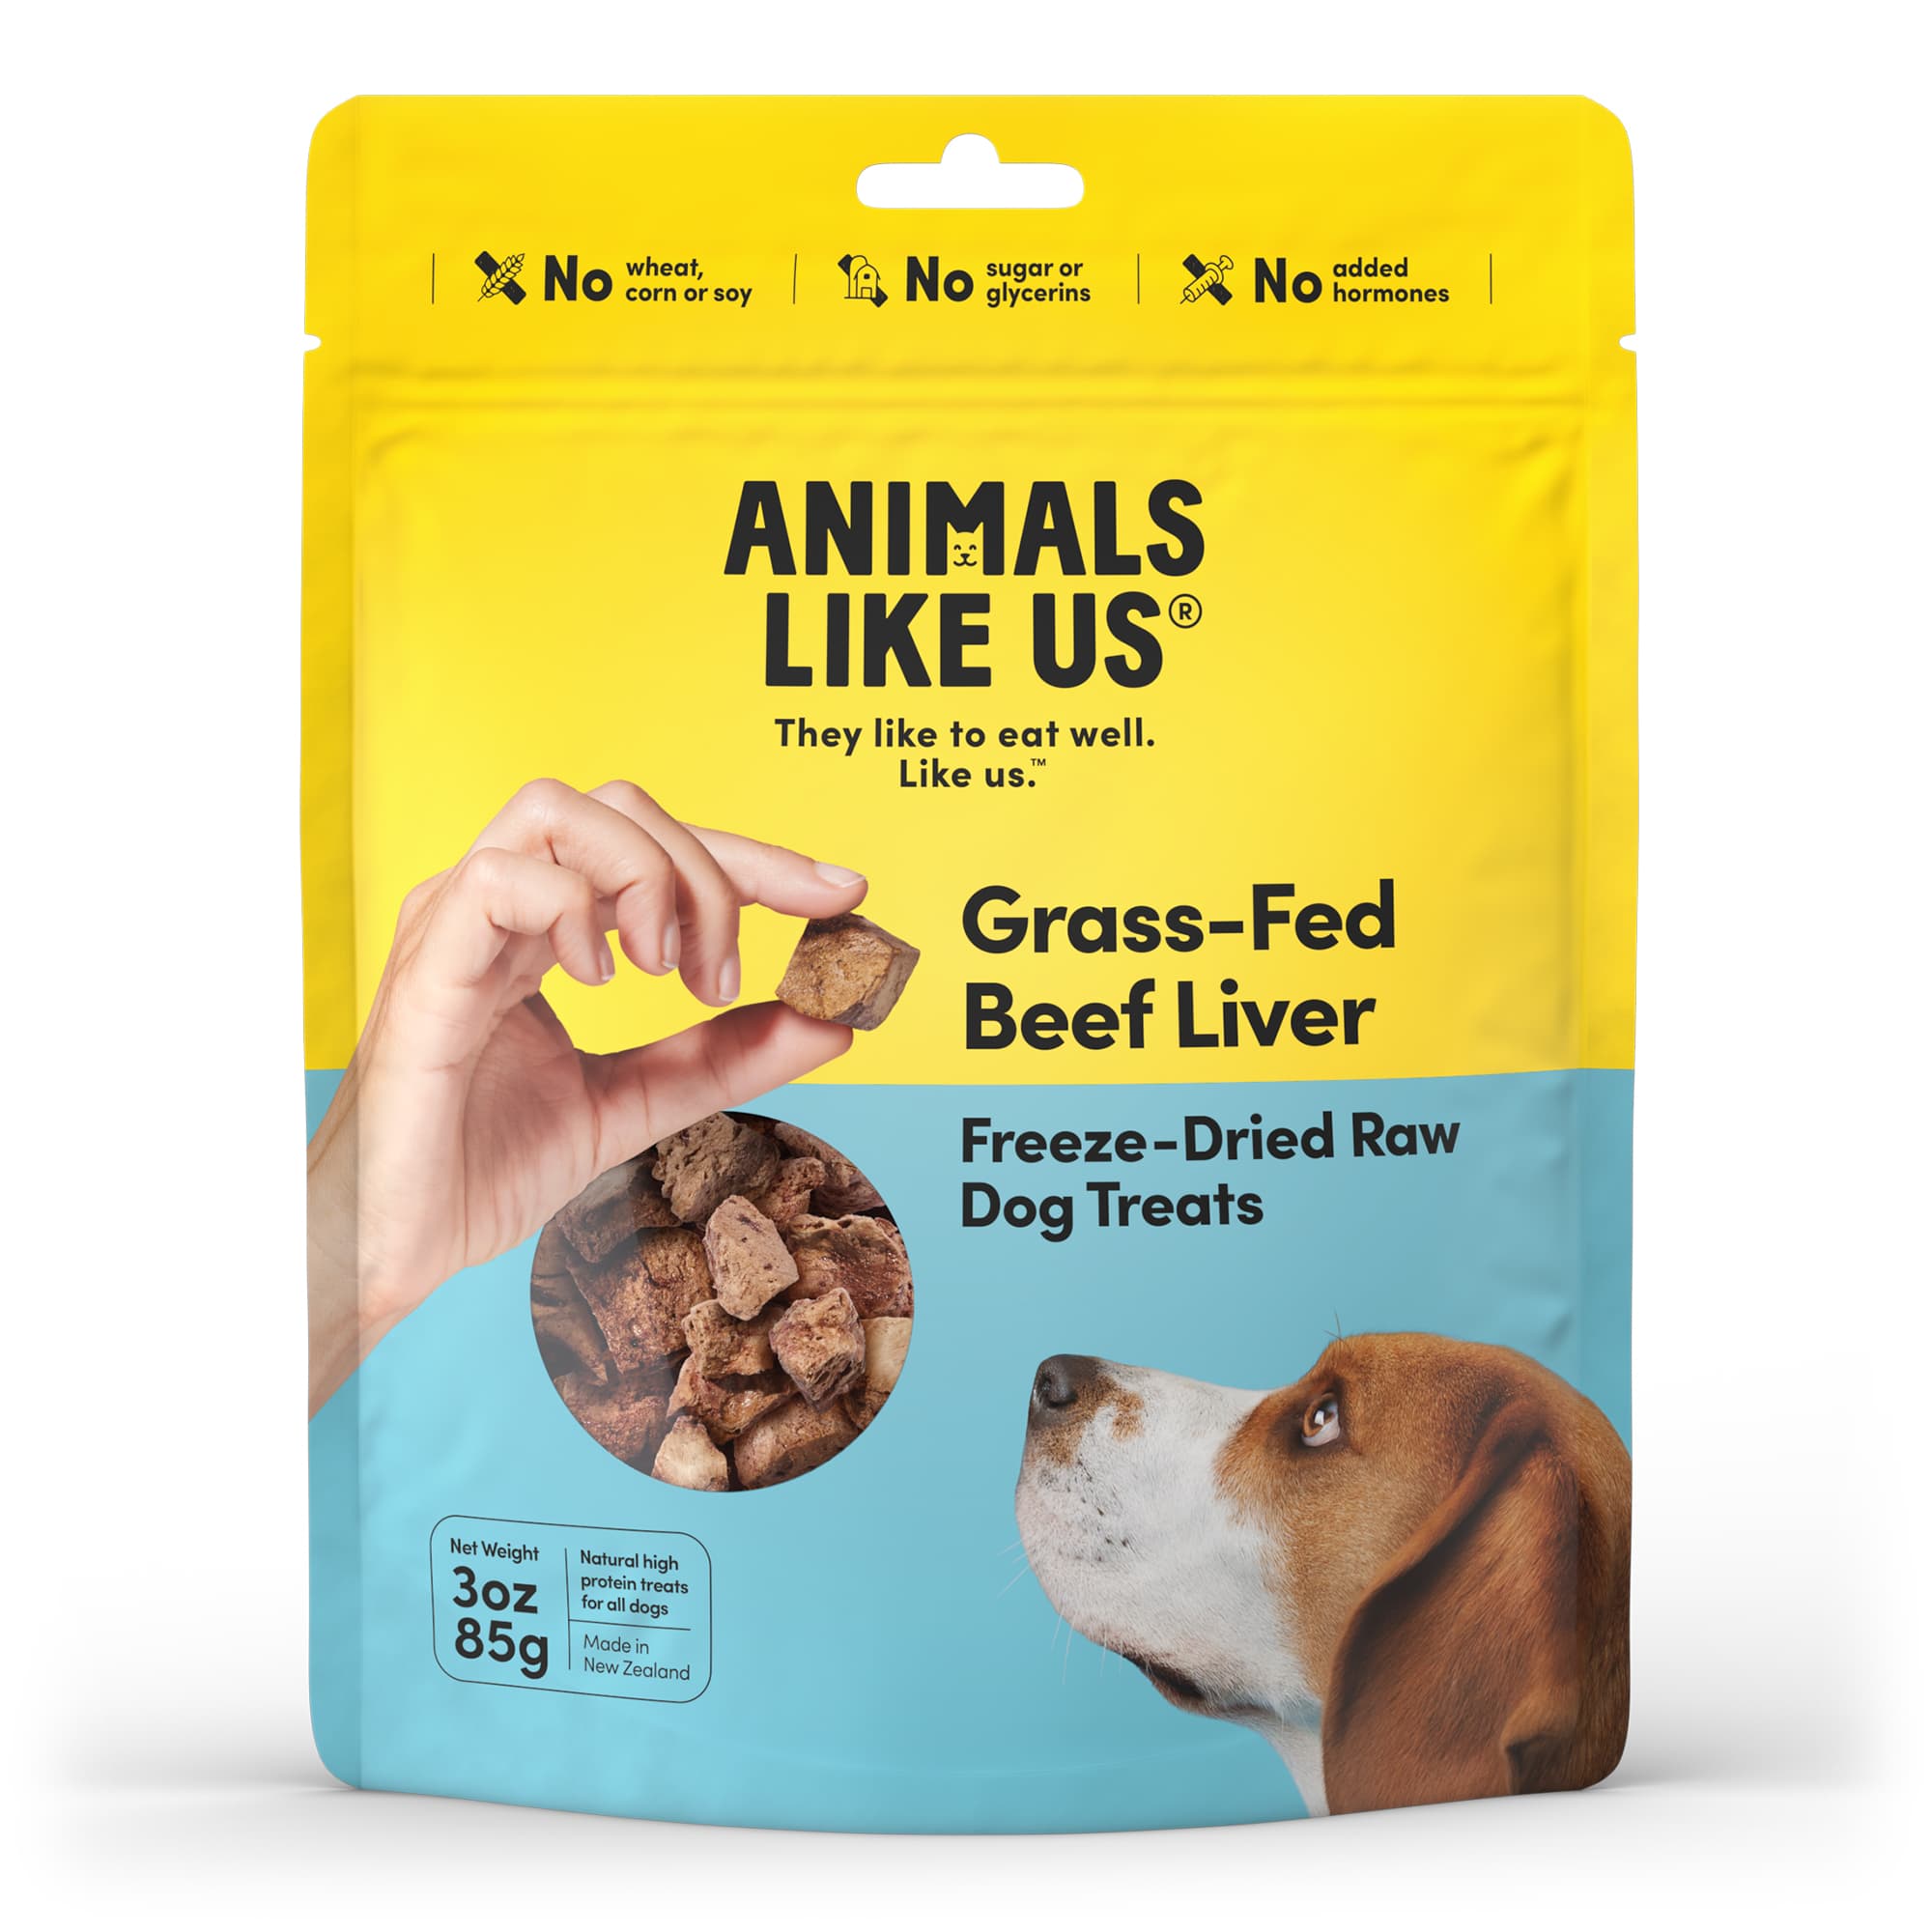 No wheat, corn or soy
No sugar or glycerins
No added hormones
ANIMALS
LIKE US®
They like to eat well.
Like us.™
Grass-Fed
Beef Liver
Freeze-Dried Raw
Dog Treats
Net Weight
3oz
85g
Natural high
protein treats
for all dogs
Made in
New Zealand